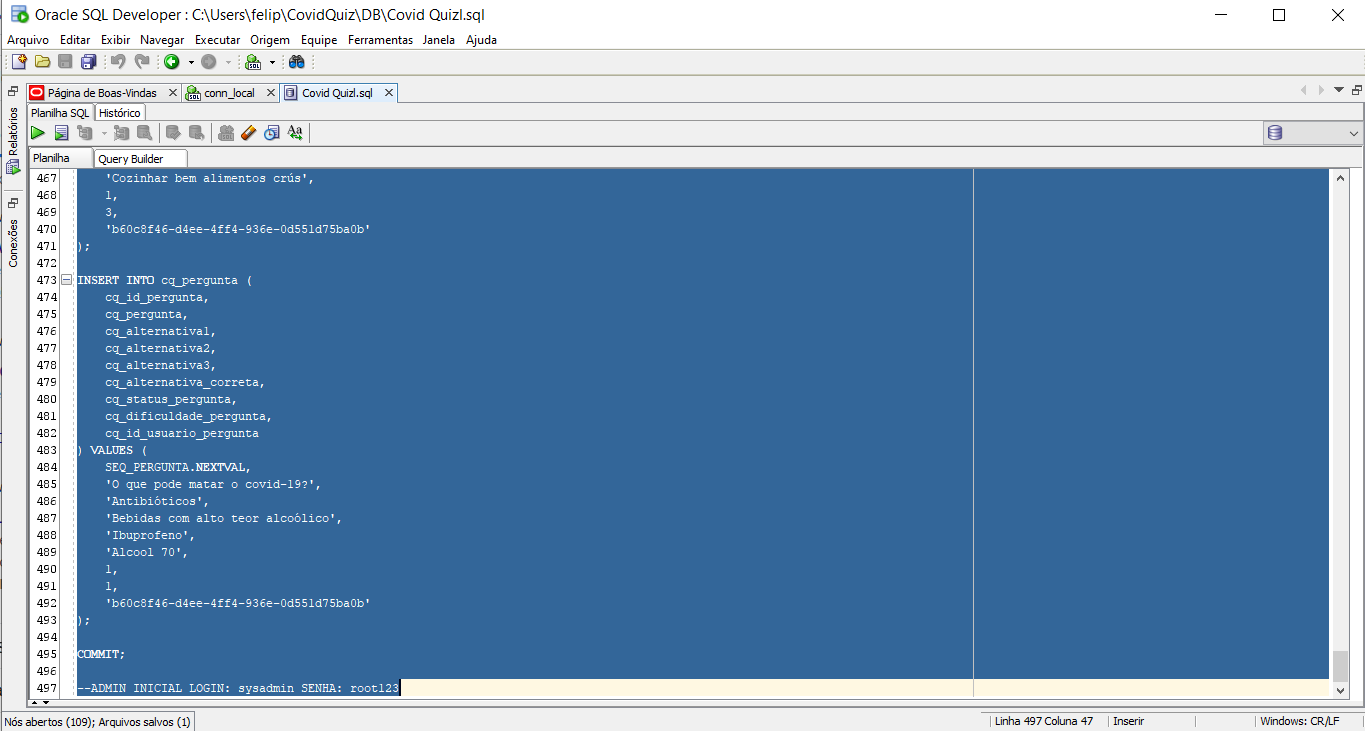 Oracle SQL Developer : C:\Users\felip\CovidQuiz\DB\Covid Quizl.sql
Arquivo Editar Exibir Navegar Executar Origem Equipe Ferramentas Janela Ajuda
Página de Boas-Vindas conn_local Covid Quizl.sql
Planilha SQL Histórico
Planilha Query Builder
Relatórios
Conexões
467 'Cozinhar bem alimentos crús',
468 1,
469 3,
470 'b60c8f46-d4ee-4ff4-936e-0d551d75ba0b'
471 );
472
473 INSERT INTO cq_pergunta (
474 cq_id_pergunta,
475 cq_pergunta,
476 cq_alternativa1,
477 cq_alternativa2,
478 cq_alternativa3,
479 cq_alternativa_correta,
480 cq_status_pergunta,
481 cq_dificuldade_pergunta,
482 cq_id_usuario_pergunta
483 ) VALUES (
484 SEQ_PERGUNTA.NEXTVAL,
485 'O que pode matar o covid-19?',
486 'Antibióticos',
487 'Bebidas com alto teor alcoólico',
488 'Ibuprofeno',
489 'Alcool 70',
490 1,
491 1,
492 'b60c8f46-d4ee-4ff4-936e-0d551d75ba0b'
493 );
494
495 COMMIT;
496
497 --ADMIN INICIAL LOGIN: sysadmin SENHA: root123
Nós abertos (109); Arquivos salvos (1) Linha 497 Coluna 47 Inserir Windows: CR/LF